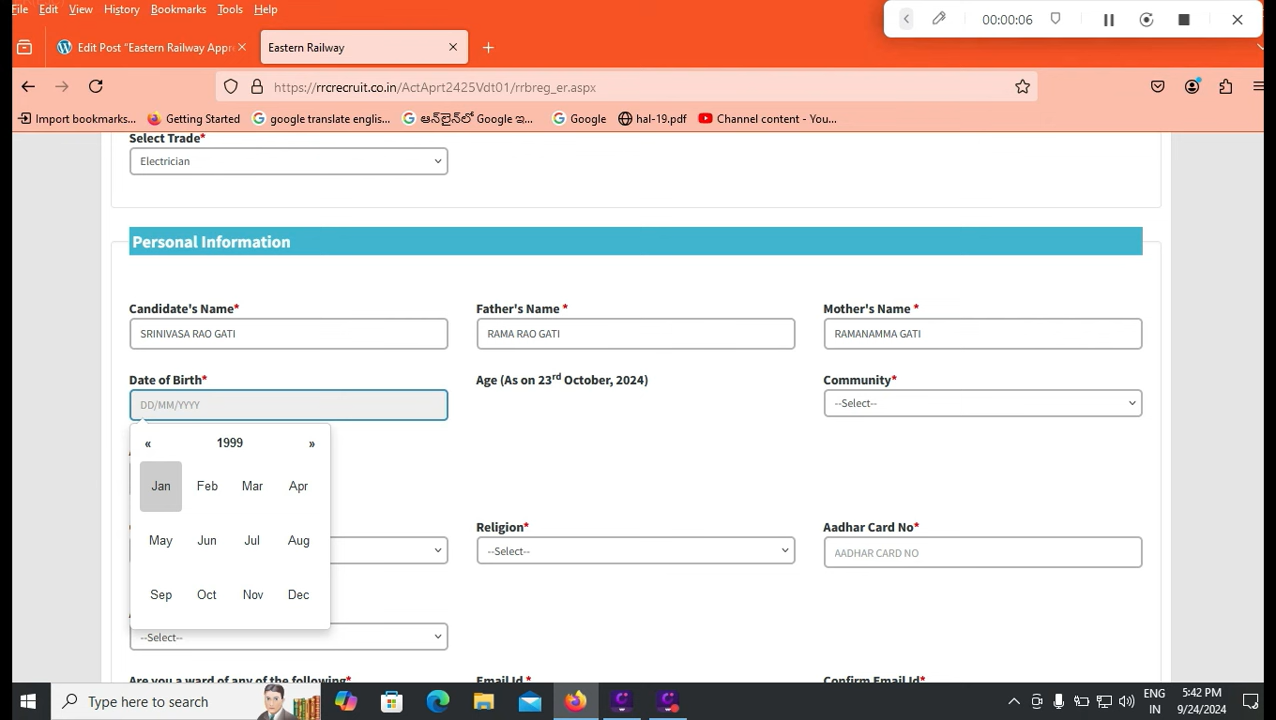 File Edit View History Bookmarks Tools Help
00:00:06
Edit Post "Eastern Railway Appre
Eastern Railway
https://rrcrecruit.co.in/ActAprt2425Vdt01/rrbreg_er.aspx
Import bookmarks... Getting Started google translate englis... ఆన్‌లైన్‌లో Google ఇ... Google hal-19.pdf Channel content - You...
Select Trade*
Electrician
Personal Information
Candidate's Name* Father's Name * Mother's Name *
SRINIVASA RAO GATI RAMA RAO GATI RAMANAMMA GATI
Date of Birth* Age (As on 23rd October, 2024) Community*
DD/MM/YYYY --Select--
« 1999 »
Jan Feb Mar Apr
Religion* Aadhar Card No*
May Jun Jul Aug --Select-- AADHAR CARD NO
Sep Oct Nov Dec
--Select--
Are you a ward of any of the following* Email Id * Confirm Email Id*
Type here to search
ENG 5:42 PM
IN 9/24/2024